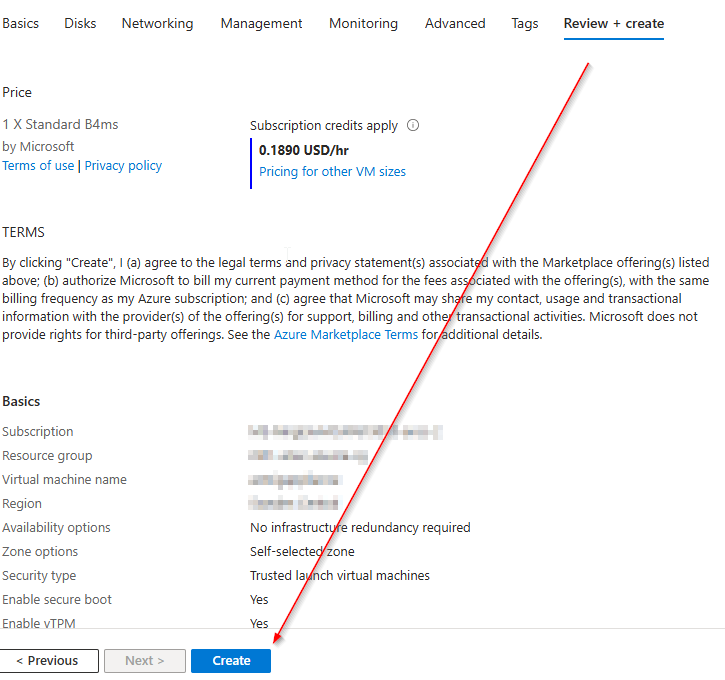 Basics Disks Networking Management Monitoring Advanced Tags Review + create
Price
1 X Standard B4ms
by Microsoft
Terms of use | Privacy policy
Subscription credits apply
0.1890 USD/hr
Pricing for other VM sizes
TERMS
By clicking "Create", I (a) agree to the legal terms and privacy statement(s) associated with the Marketplace offering(s) listed
above; (b) authorize Microsoft to bill my current payment method for the fees associated with the offering(s), with the same
billing frequency as my Azure subscription; and (c) agree that Microsoft may share my contact, usage and transactional
information with the provider(s) of the offering(s) for support, billing and other transactional activities. Microsoft does not
provide rights for third-party offerings. See the Azure Marketplace Terms for additional details.
Basics
Subscription
Resource group
Virtual machine name
Region
Availability options No infrastructure redundancy required
Zone options Self-selected zone
Security type Trusted launch virtual machines
Enable secure boot Yes
Enable vTPM Yes
< Previous Next > Create